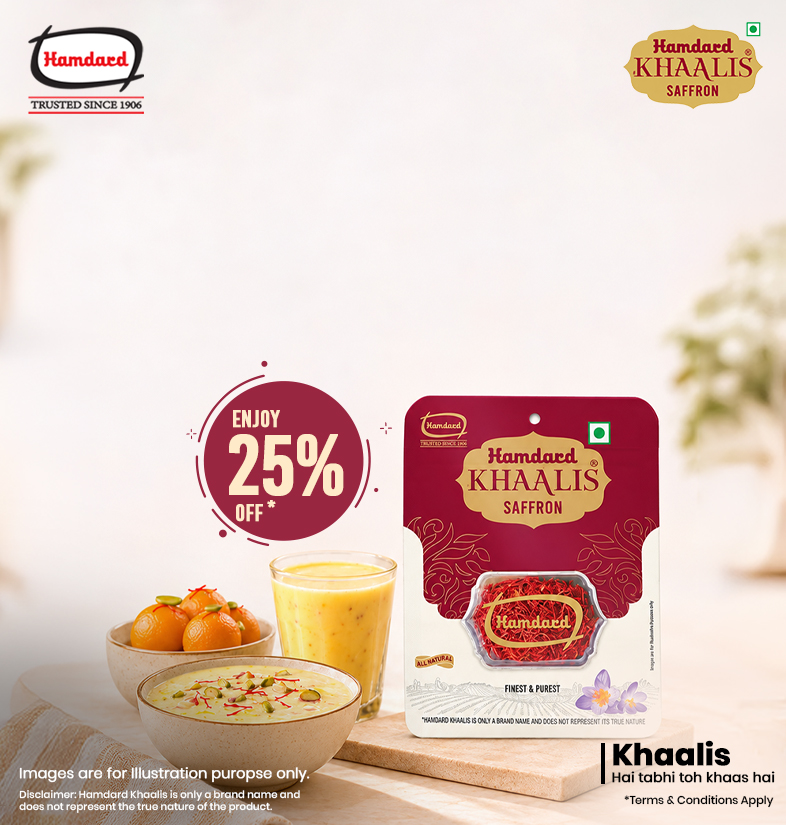 Hamdard
TRUSTED SINCE 1906
Hamdard
KHAALIS®
SAFFRON
ENJOY
25%
OFF*
Hamdard
TRUSTED SINCE 1906
Hamdard
KHAALIS®
SAFFRON
Hamdard
ALL NATURAL
FINEST & PUREST
*HAMDARD KHAALIS IS ONLY A BRAND NAME AND DOES NOT REPRESENT ITS TRUE NATURE
Images are for Illustration puropse only.
Disclaimer: Hamdard Khaalis is only a brand name and
does not represent the true nature of the product.
Khaalis
Hai tabhi toh khaas hai
*Terms & Conditions Apply